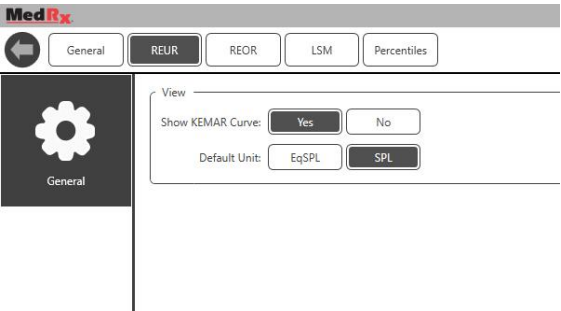 MedRx
General REUR REOR LSM Percentiles
View
Show KEMAR Curve: Yes No
Default Unit: EqSPL SPL
General